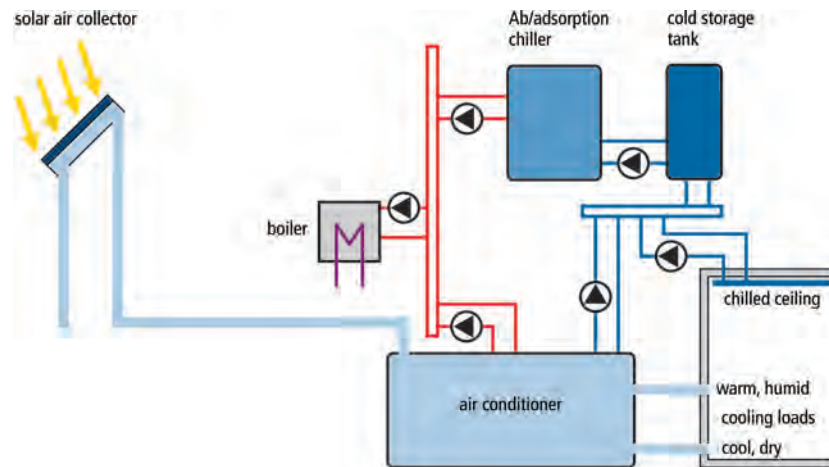 solar air collector
Ab/adsorption
chiller
cold storage
tank
boiler
chilled ceiling
air conditioner
warm, humid
cooling loads
cool, dry